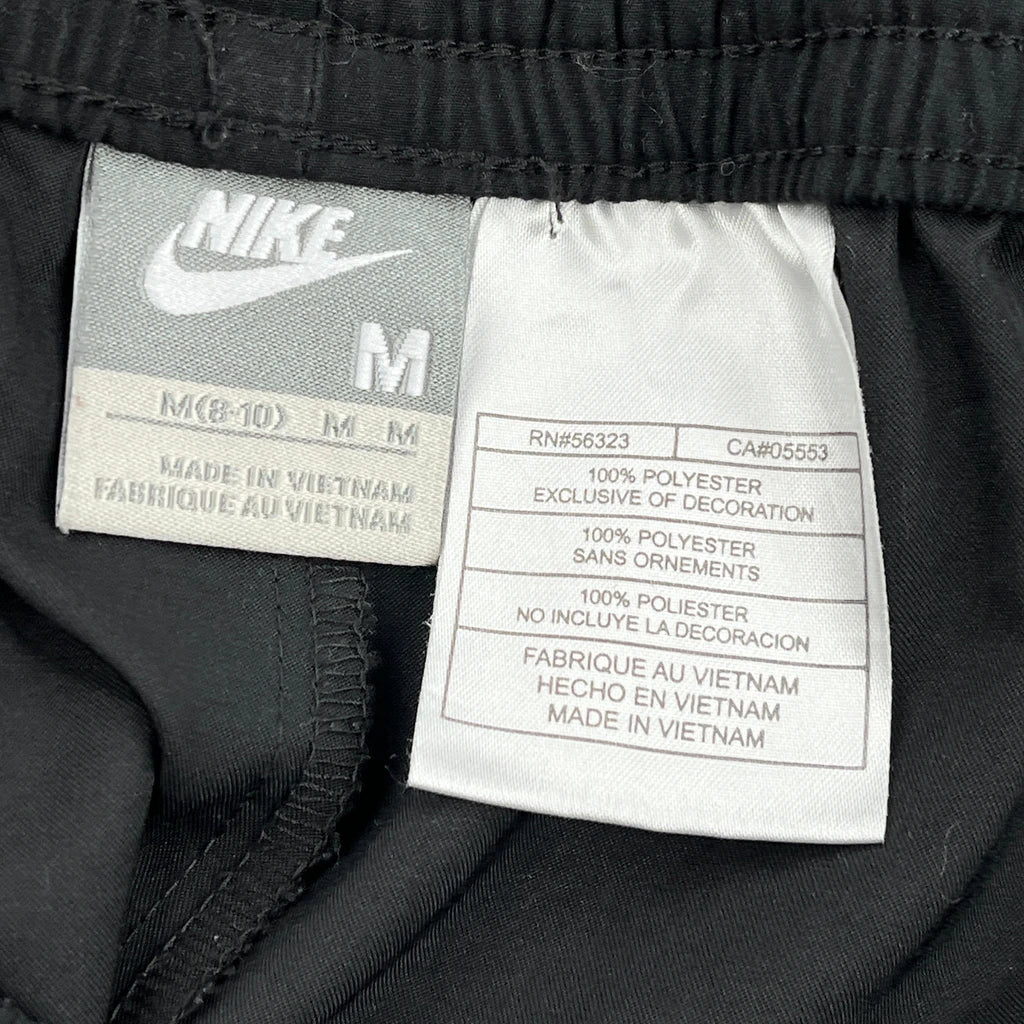 NIKE
M
M(8-10) M M
MADE IN VIETNAM
FABRIQUE AU VIETNAM
RN#56323 CA#05553
100% POLYESTER
EXCLUSIVE OF DECORATION
100% POLYESTER
SANS ORNEMENTS
100% POLIESTER
NO INCLUYE LA DECORACION
FABRIQUE AU VIETNAM
HECHO EN VIETNAM
MADE IN VIETNAM